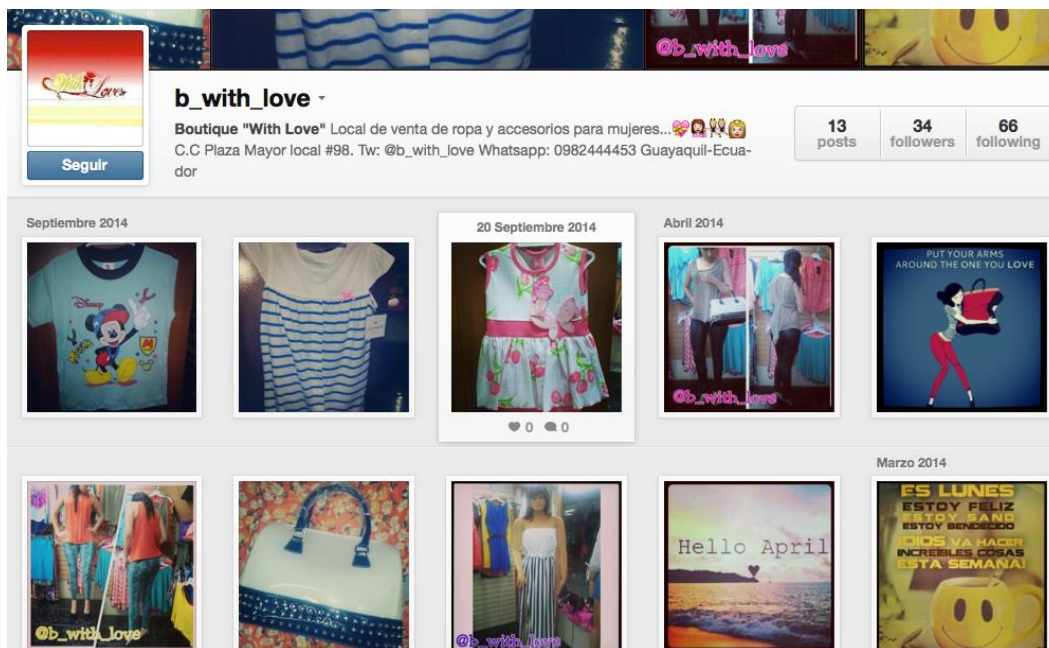 @b_with_love
With Love
b_with_love
Boutique "With Love" Local de venta de ropa y accesorios para mujeres...
C.C Plaza Mayor local #98. Tw: @b_with_love Whatsapp: 0982444453 Guayaquil-Ecua-
dor
Seguir
13
posts
34
followers
66
following
Septiembre 2014
20 Septiembre 2014
Abril 2014
Disney
M
PUT YOUR ARMS
AROUND THE ONE YOU LOVE
@b_with_love
0 0
Marzo 2014
@b_with_love
@b_with_love
Hello April
ES LUNES
ESTOY FELIZ
ESTOY SANO
ESTOY BENDECIDO
¡DIOS VA HACER
INCREÍBLES COSAS
ESTA SEMANA!